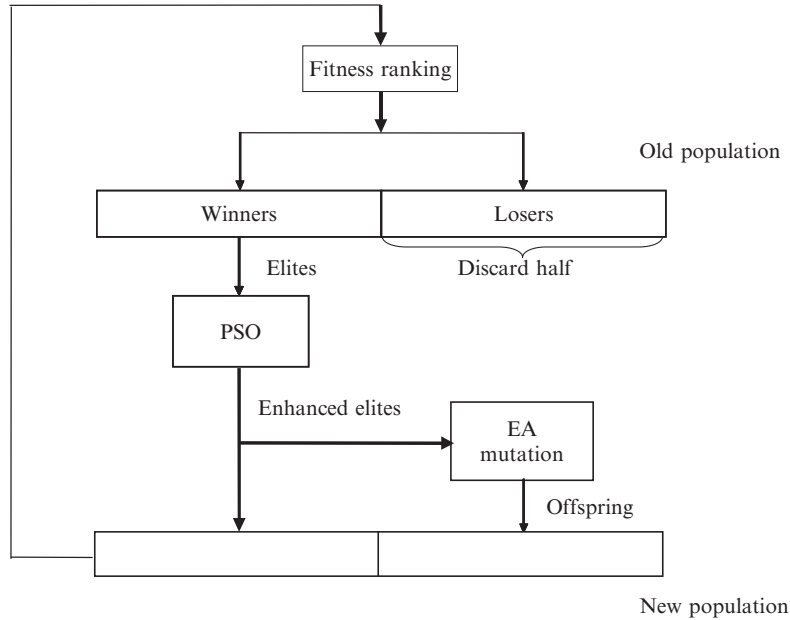 Fitness ranking
Old population
Winners
Losers
Elites
Discard half
PSO
Enhanced elites
EA
mutation
Offspring
New population